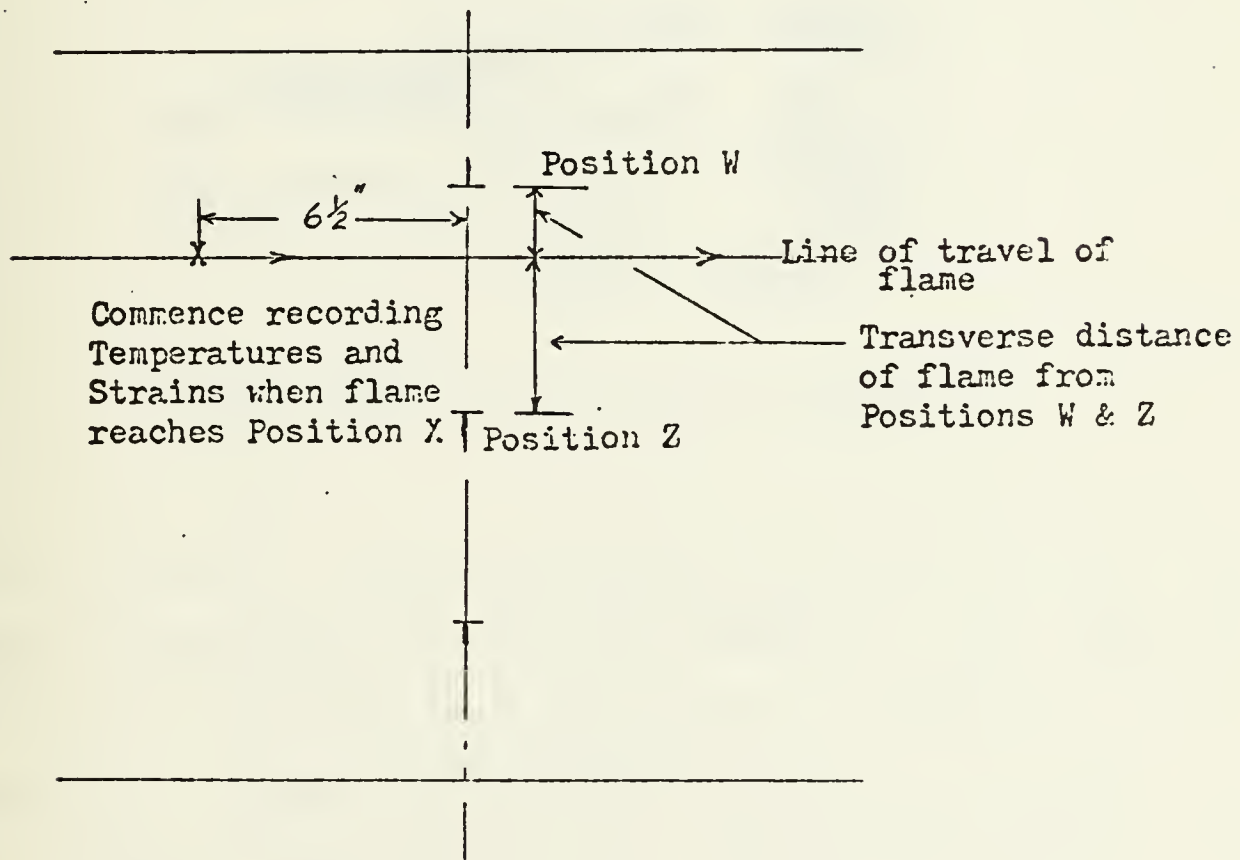 Position W
6½"
X
Line of travel of
flame
Commence recording
Temperatures and
Strains when flame
reaches Position X
Transverse distance
of flame from
Positions W & Z
Position Z